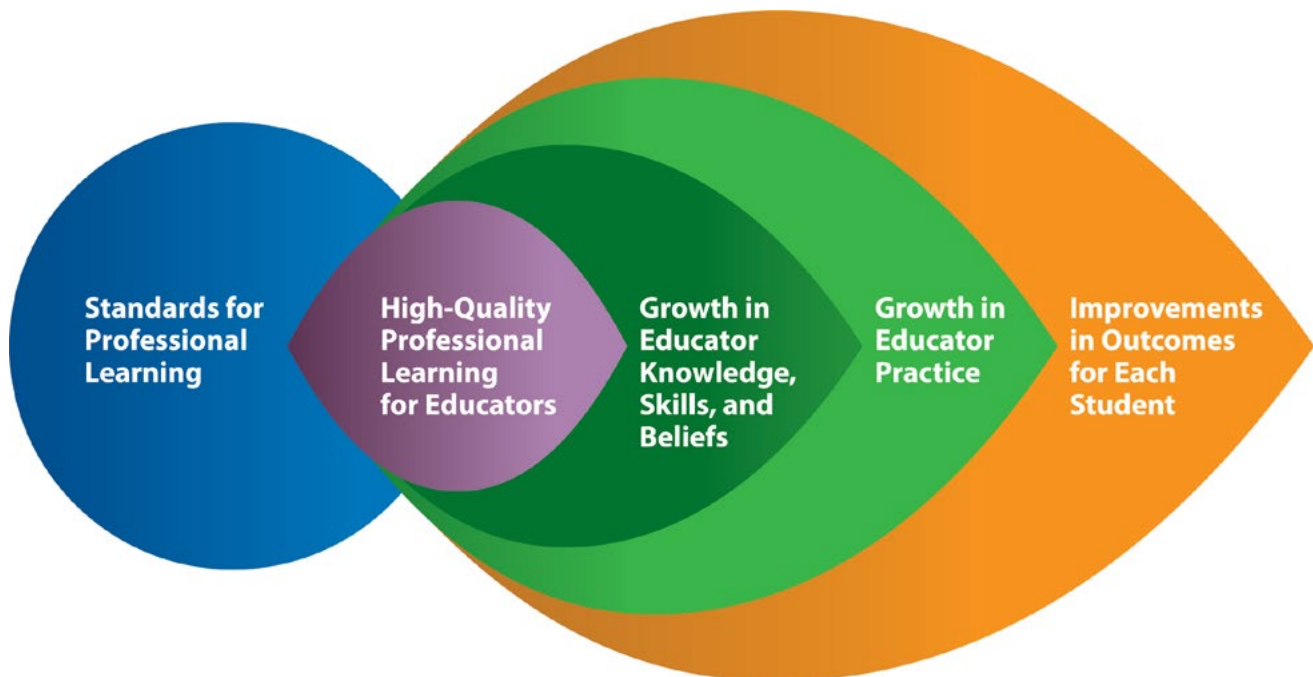 Standards for
Professional
Learning
High-Quality
Professional
Learning
for Educators
Growth in
Educator
Knowledge,
Skills, and
Beliefs
Growth in
Educator
Practice
Improvements
in Outcomes
for Each
Student